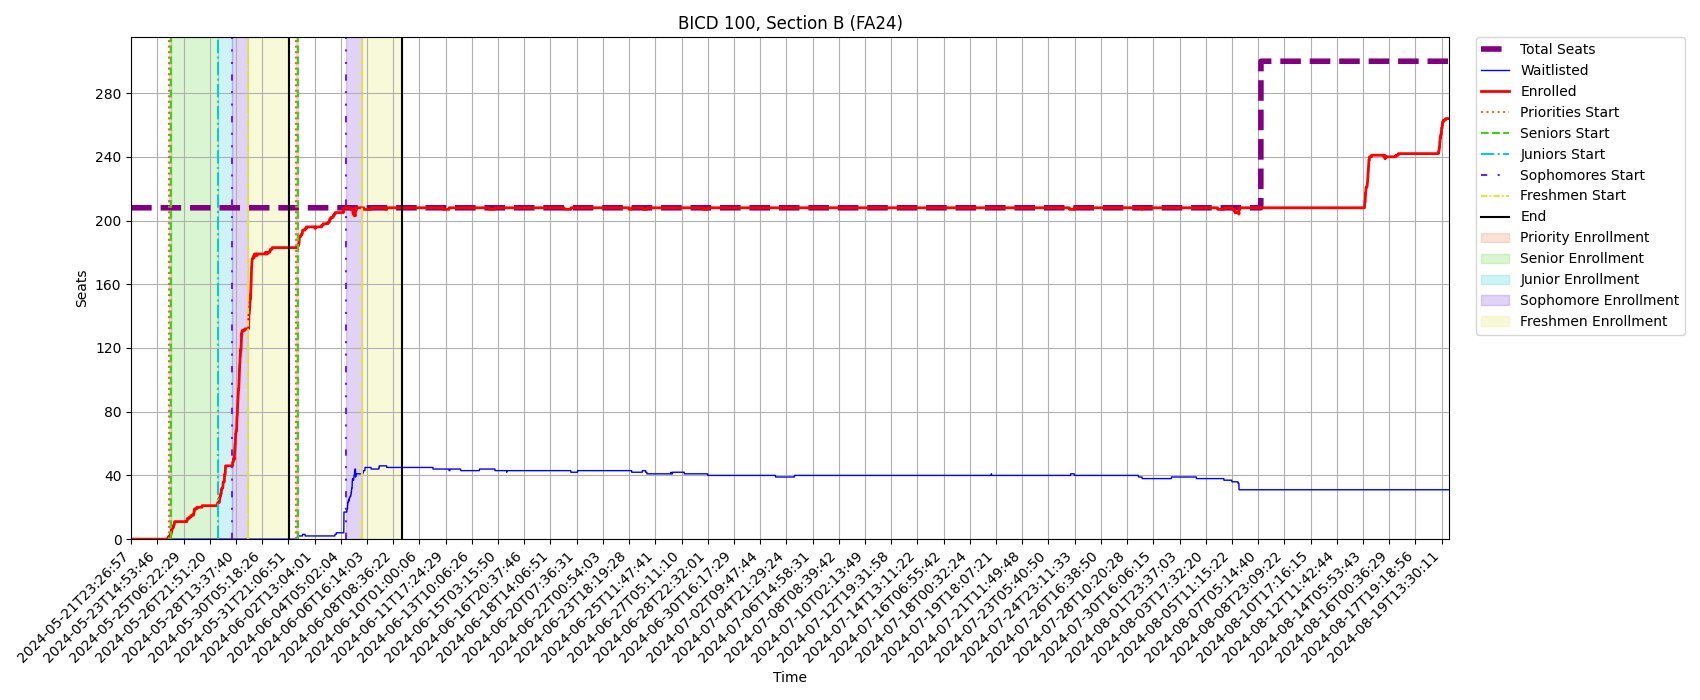 BICD 100, Section B (FA24)
Seats
280
240
200
160
120
80
40
0
2024-05-21T23:26:57
2024-05-23T14:53:46
2024-05-25T06:22:29
2024-05-26T21:51:20
2024-05-28T13:37:40
2024-05-30T05:18:26
2024-05-31T21:06:51
2024-06-02T13:04:01
2024-06-04T05:02:04
2024-06-06T16:14:03
2024-06-08T08:36:22
2024-06-10T01:00:06
2024-06-11T17:24:29
2024-06-13T10:06:26
2024-06-15T03:15:50
2024-06-16T20:37:46
2024-06-18T14:06:51
2024-06-20T07:36:31
2024-06-22T00:54:03
2024-06-23T18:19:28
2024-06-25T11:47:41
2024-06-27T05:11:10
2024-06-28T22:32:01
2024-06-30T16:17:29
2024-07-02T09:47:44
2024-07-04T21:29:24
2024-07-06T14:58:31
2024-07-08T08:39:42
2024-07-10T02:13:49
2024-07-12T19:31:58
2024-07-14T13:11:22
2024-07-16T06:55:42
2024-07-18T00:32:24
2024-07-19T18:07:21
2024-07-21T11:49:48
2024-07-23T05:40:50
2024-07-24T23:11:33
2024-07-26T16:38:50
2024-07-28T10:20:28
2024-07-30T16:06:15
2024-08-01T23:37:03
2024-08-03T17:32:20
2024-08-05T11:15:22
2024-08-07T05:14:40
2024-08-08T23:09:22
2024-08-10T17:16:15
2024-08-12T11:42:44
2024-08-14T05:53:43
2024-08-16T00:36:29
2024-08-17T19:18:56
2024-08-19T13:30:11
Time
Total Seats
Waitlisted
Enrolled
Priorities Start
Seniors Start
Juniors Start
Sophomores Start
Freshmen Start
End
Priority Enrollment
Senior Enrollment
Junior Enrollment
Sophomore Enrollment
Freshmen Enrollment